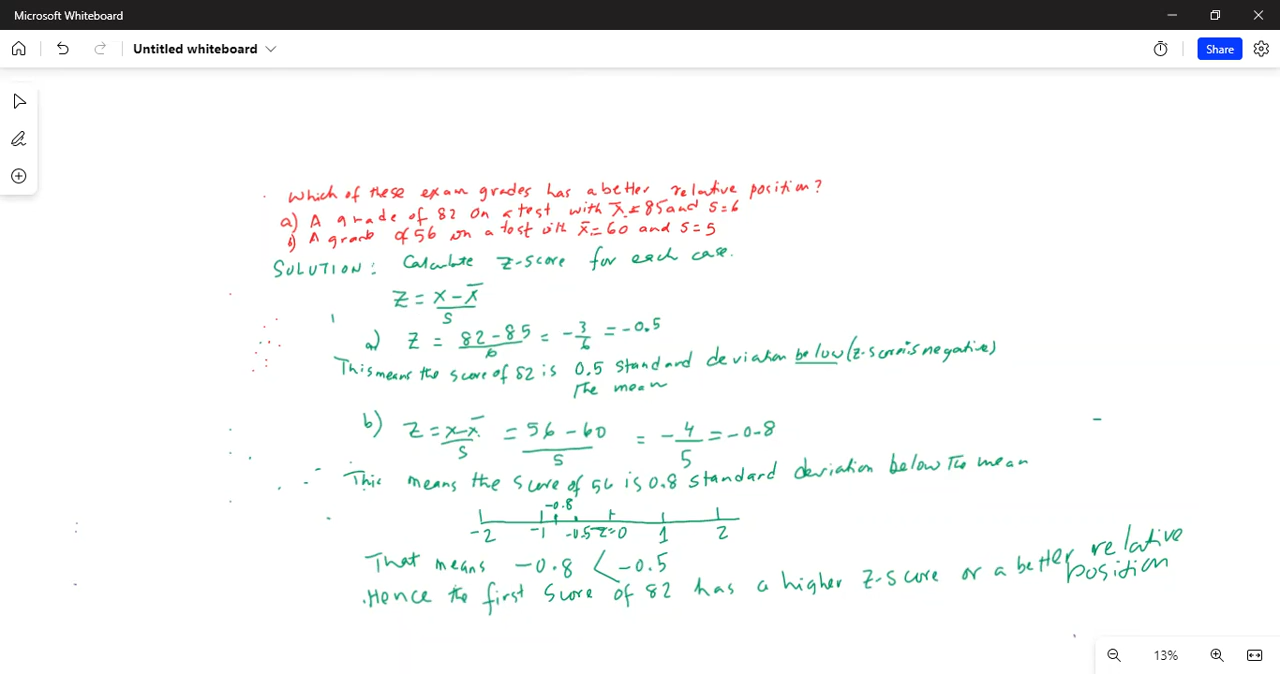 Microsoft Whiteboard
Untitled whiteboard
Share
Which of these exam grades has a better relative position?
a) A grade of 82 on a test with x̄ = 85 and s = 6
b) A grade of 56 on a test with x̄ = 60 and s = 5
SOLUTION: Calculate z-score for each case.
Z = (x - x̄)/s
a) Z = (82 - 85)/6 = -3/6 = -0.5
This means the score of 82 is 0.5 standard deviation below (z-score is negative)
the mean
b) Z = (x - x̄)/s = (56 - 60)/5 = -4/5 = -0.8
This means the score of 56 is 0.8 standard deviation below the mean
-0.8
-2 -1 -0.5 z=0 1 2
That means -0.8 < -0.5
Hence the first score of 82 has a higher z-score or a better relative
position
13%